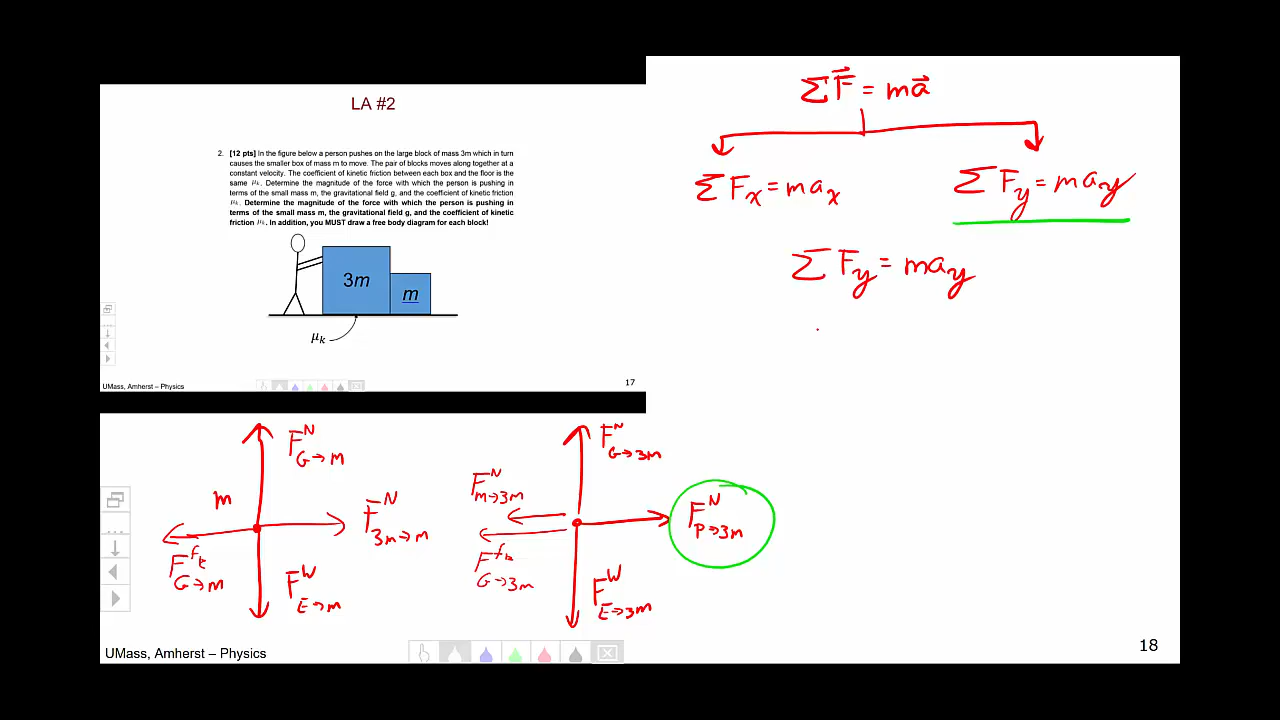 LA #2
2. [12 pts] In the figure below a person pushes on the large block of mass 3m which in turn
causes the smaller box of mass m to move. The pair of blocks moves along together at a
constant velocity. The coefficient of kinetic friction between each box and the floor is the
same μk. Determine the magnitude of the force with which the person is pushing in
terms of the small mass m, the gravitational field g, and the coefficient of kinetic friction
μk. Determine the magnitude of the force with which the person is pushing in
terms of the small mass m, the gravitational field g, and the coefficient of kinetic
friction μk. In addition, you MUST draw a free body diagram for each block!
3m
m
μk
UMass, Amherst – Physics
17
ΣF⃗ = ma⃗
ΣFx = max
ΣFy = may
ΣFy = may
F^N G→m
m
F^N 3m→m
F^fk G→m
F^W E→m
F^N G→3m
F^N m→3m
F^N P→3m
F^fk G→3m
F^W E→3m
UMass, Amherst – Physics
18